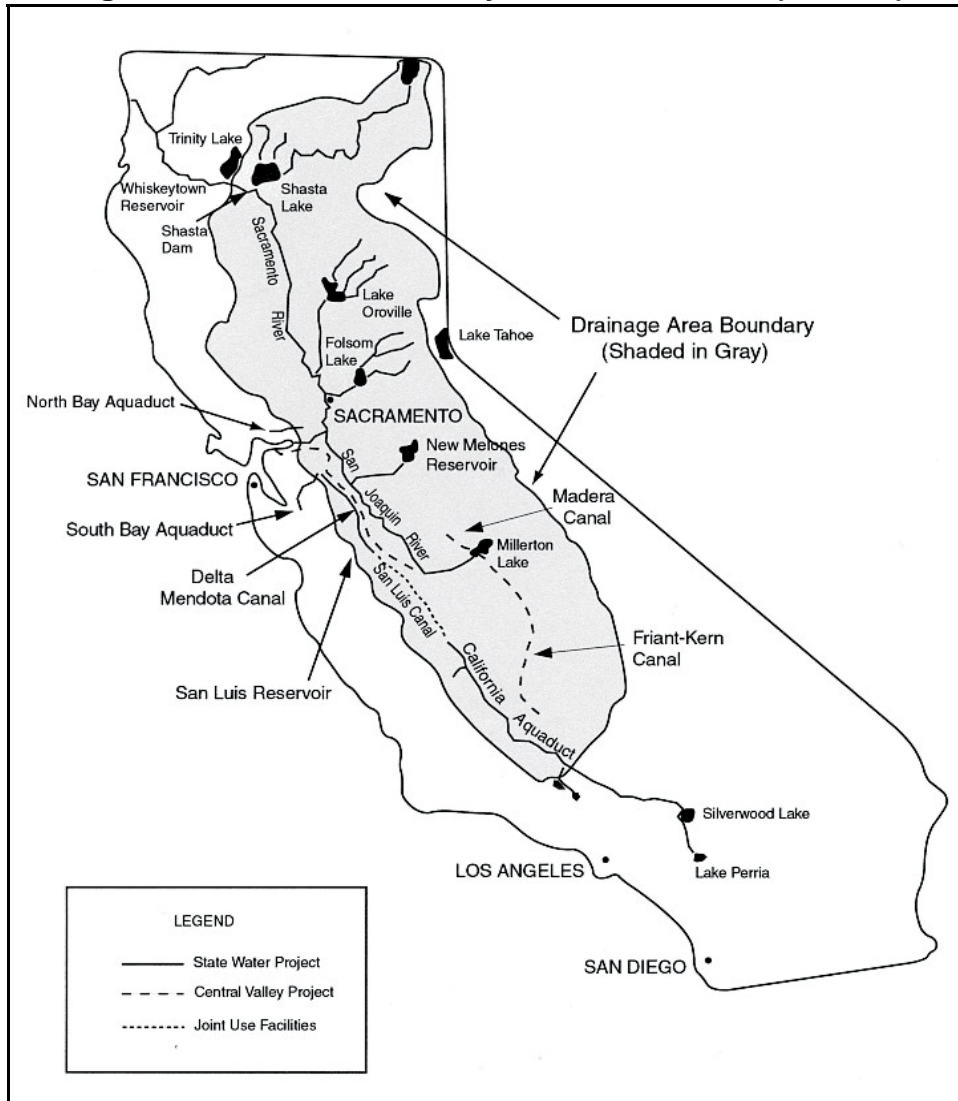 Trinity Lake
Whiskeytown
Reservoir
Shasta
Dam
Shasta
Lake
Sacramento
River
Lake
Oroville
Folsom
Lake
Lake Tahoe
Drainage Area Boundary
(Shaded in Gray)
North Bay Aquaduct
SACRAMENTO
New Melones
Reservoir
SAN FRANCISCO
San
Joaquin
River
South Bay Aquaduct
Madera
Canal
Millerton
Lake
Delta
Mendota Canal
San Luis Canal
Friant-Kern
Canal
San Luis Reservoir
California
Aquaduct
Silverwood Lake
LOS ANGELES
Lake Perria
SAN DIEGO
LEGEND
State Water Project
Central Valley Project
Joint Use Facilities